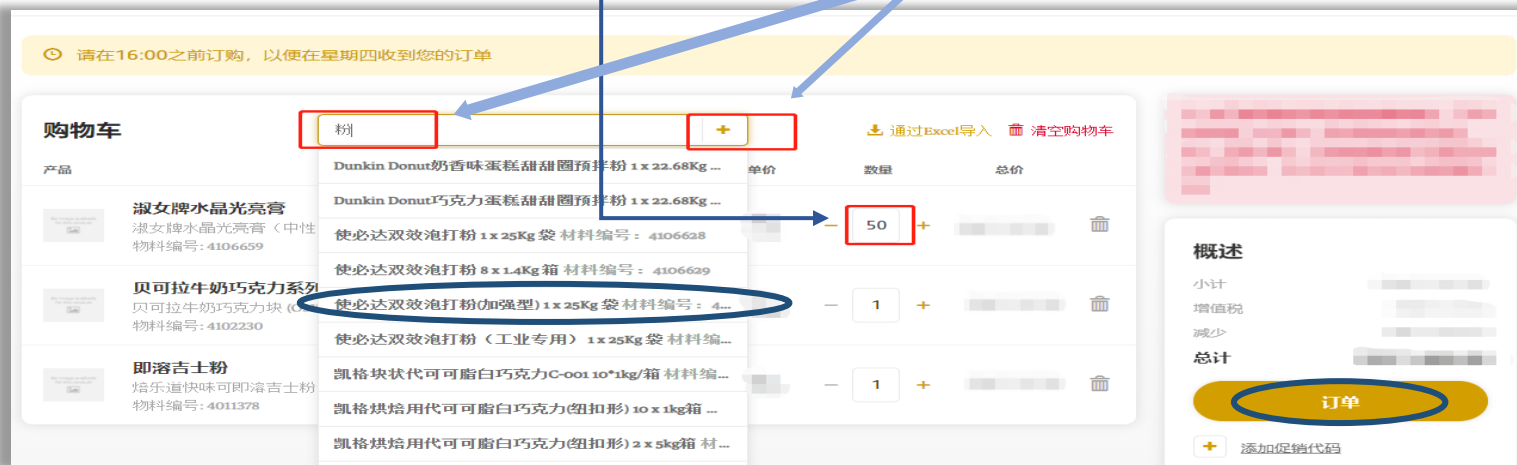 请在16:00之前订购，以便在星期四收到您的订单
购物车
粉
+
通过Excel导入
清空购物车
产品
单价
数量
总价
Dunkin Donut奶香味蛋糕甜甜圈预拌粉 1 x 22.68Kg ...
Dunkin Donut巧克力蛋糕甜甜圈预拌粉 1 x 22.68Kg ...
使必达双效泡打粉 1 x 25Kg 袋 材料编号： 4106628
使必达双效泡打粉 8 x 1.4Kg 箱 材料编号： 4106629
使必达双效泡打粉(加强型) 1 x 25Kg 袋 材料编号： 4...
使必达双效泡打粉（工业专用） 1 x 25Kg 袋 材料编...
凯格块状代可可脂白巧克力C-001 10*1kg/箱 材料编...
凯格烘焙用代可可脂白巧克力(纽扣形) 10 x 1kg箱 ...
凯格烘焙用代可可脂白巧克力(纽扣形) 2 x 5kg箱 材...
淑女牌水晶光亮膏
淑女牌水晶光亮膏（中性
物料编号: 4106659
− 50 +
贝可拉牛奶巧克力系列
贝可拉牛奶巧克力块
物料编号: 4102230
− 1 +
即溶吉士粉
焙乐道快味可即溶吉士粉
物料编号: 4011378
− 1 +
概述
小计
增值税
减少
总计
订单
+ 添加促销代码